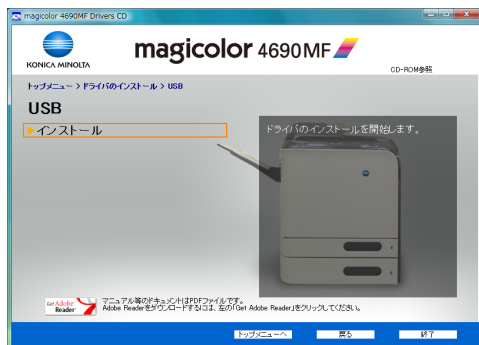 magicolor 4690MF Drivers CD
KONICA MINOLTA
magicolor 4690MF
CD-ROM参照
トップメニュー > ドライバのインストール > USB
USB
インストール
ドライバのインストールを開始します。
Get Adobe Reader
マニュアル等のドキュメントはPDFファイルです。
Adobe Readerをダウンロードするには、左の「Get Adobe Reader」をクリックしてください。
トップメニューへ
戻る
終了